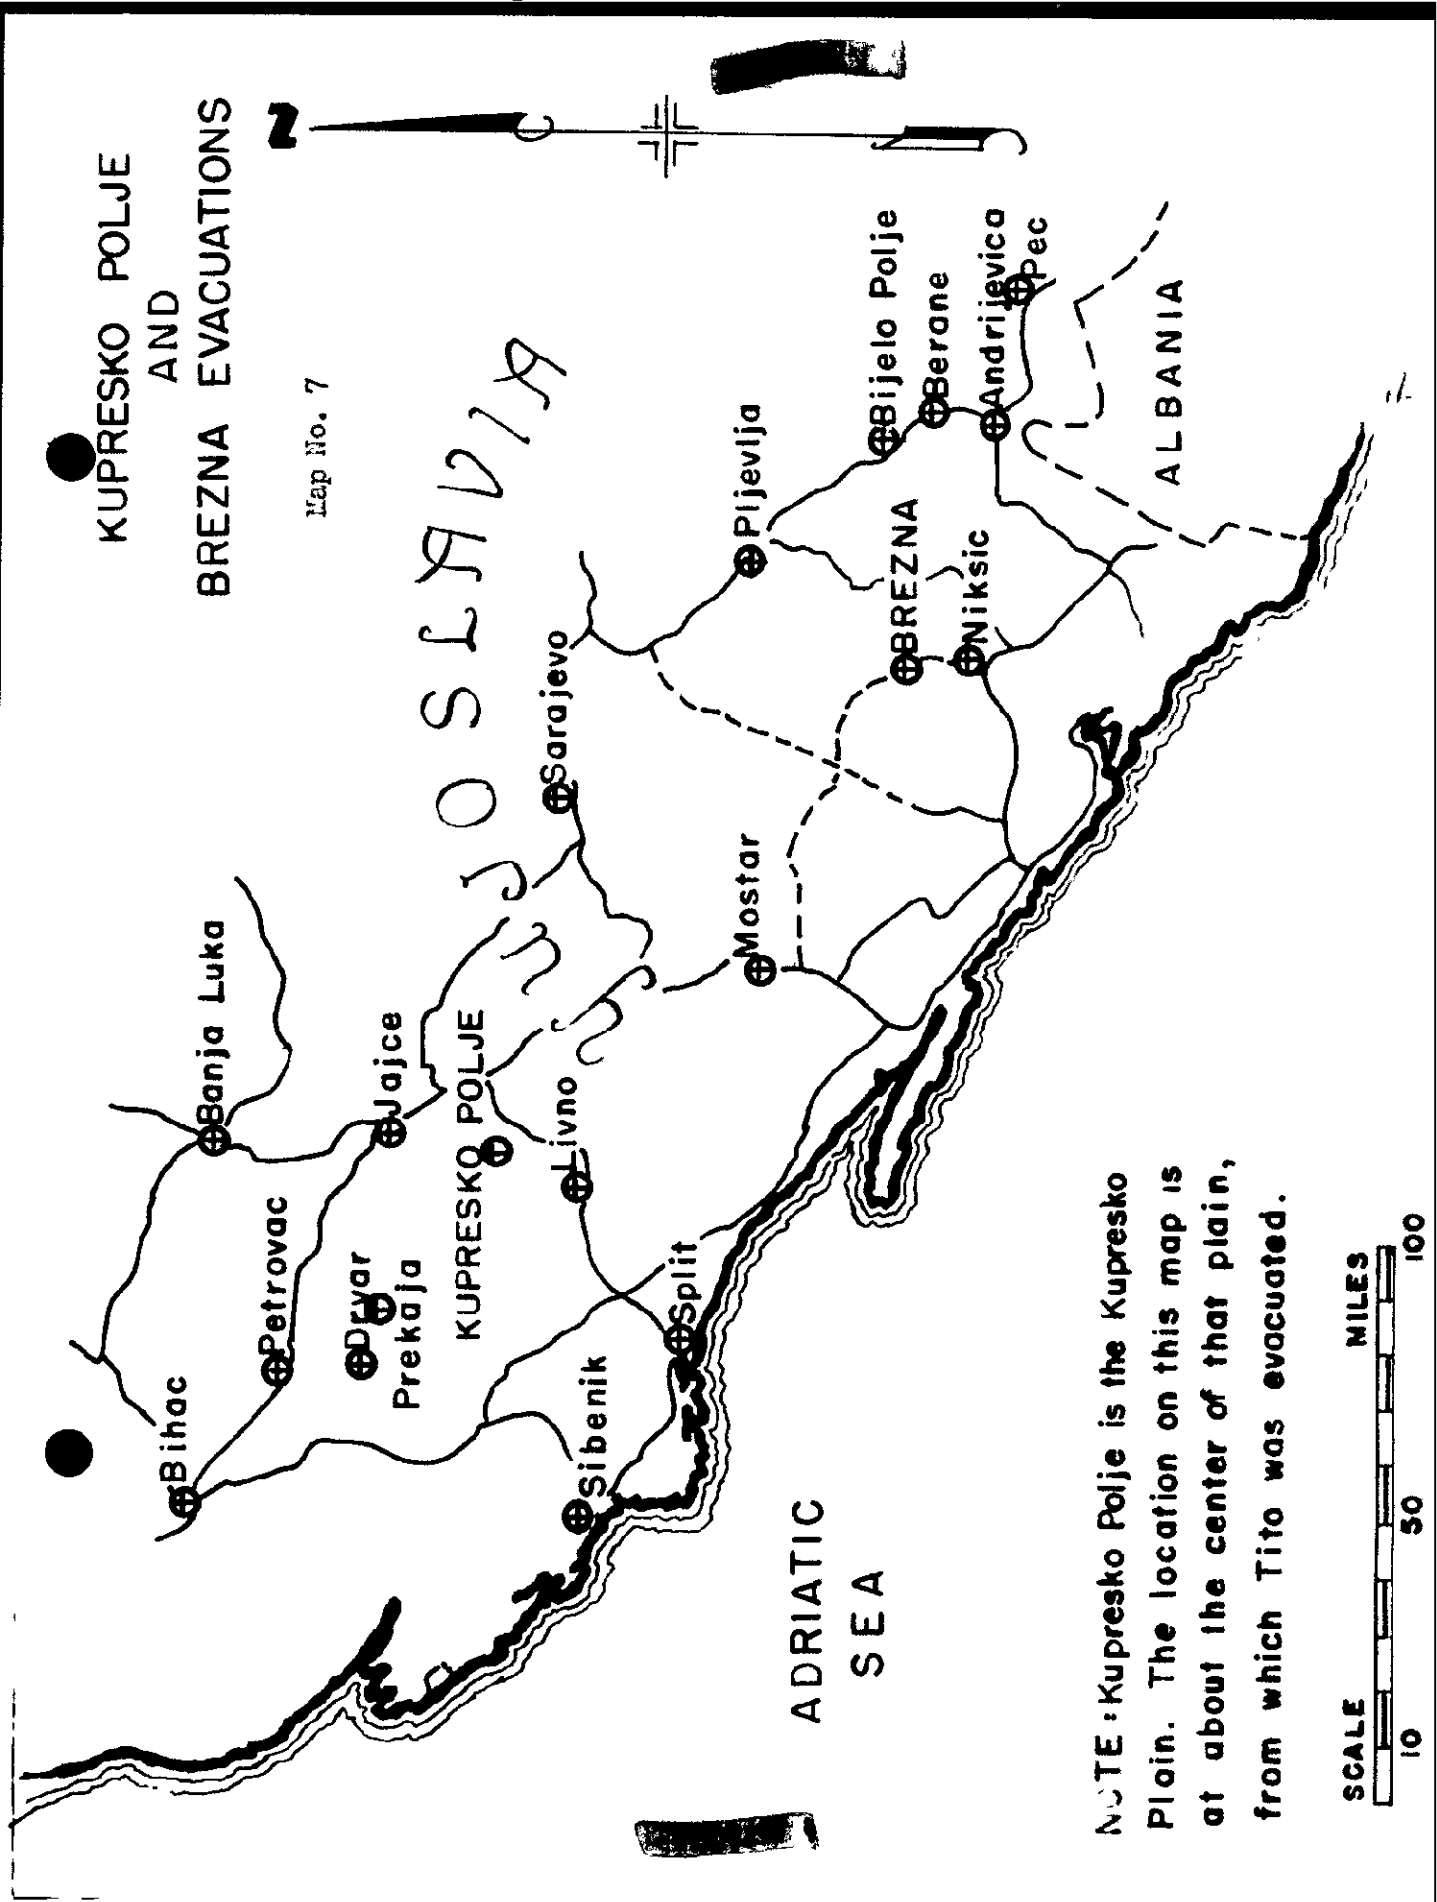 KUPRESKO POLJE
AND
BREZNA EVACUATIONS
Map No. 7
N
JUGOSLAVIA
Bihac
Banja Luka
Petrovac
Drvar
Prekaja
Jajce
KUPRESKO POLJE
Livno
Sarajevo
Sibenik
Split
Mostar
Pljevlja
Bijelo Polje
Berane
BREZNA
Niksic
Andrijevica
Pec
ALBANIA
ADRIATIC
SEA
NOTE: Kupresko Polje is the Kupresko
Plain. The location on this map is
at about the center of that plain,
from which Tito was evacuated.
SCALE MILES
10 50 100